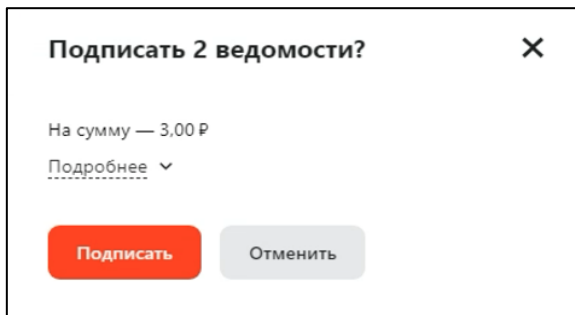 Подписать 2 ведомости?
На сумму — 3,00 ₽
Подробнее
Подписать
Отменить